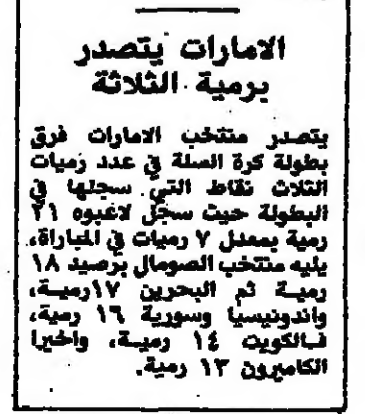 الامارات يتصدر
برمية الثلاثة
يتصدر منتخب الامارات فرق
بطولة كرة السلة في عدد رميات
الثلاث نقاط التي سجلها في
البطولة حيث سجل لاعبوه ٢١
رمية بمعدل ٧ رميات في المباراة،
يليه منتخب الصومال برصيد ١٨
رمية ثم البحرين ١٧رمية،
واندونيسيا وسورية ١٦ رمية،
فالكويت ١٤ رمية، واخيرا
الكاميرون ١٣ رمية.